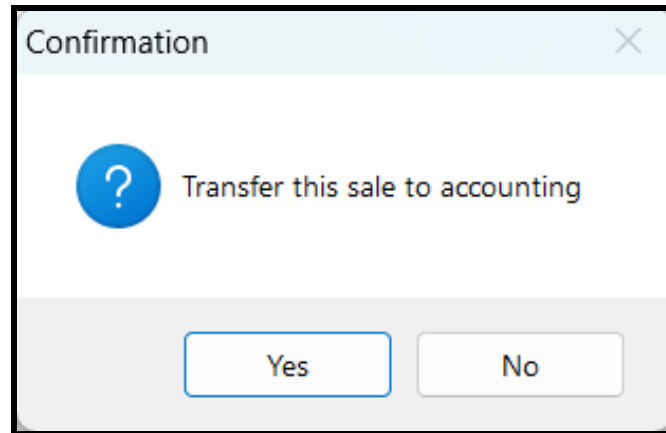 Confirmation
Transfer this sale to accounting
Yes
No